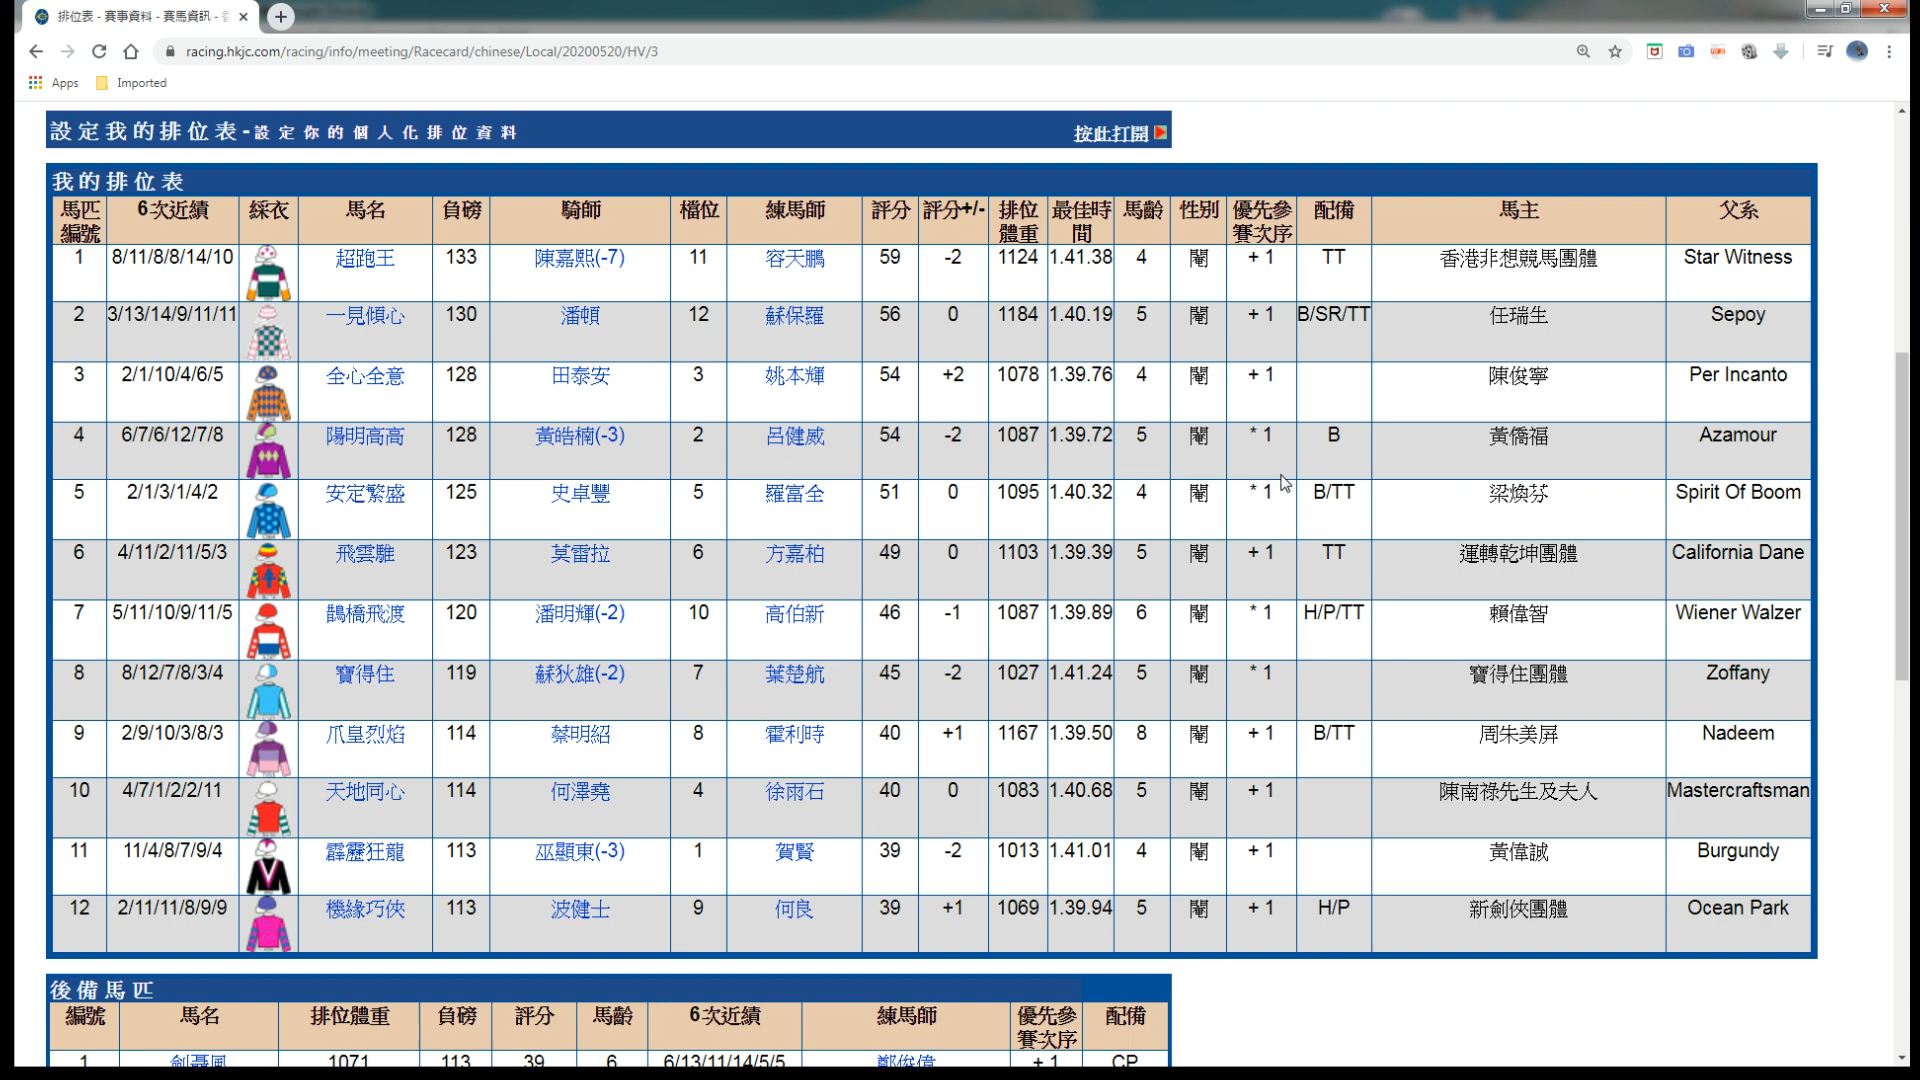 排位表 - 賽事資料 - 賽馬資訊 -
racing.hkjc.com/racing/info/meeting/Racecard/chinese/Local/20200520/HV/3
Apps Imported
設定我的排位表-設定你的個人化排位資料 按此打開
我的排位表
馬匹編號 6次近績 綵衣 馬名 負磅 騎師 檔位 練馬師 評分 評分+/- 排位體重 最佳時間 馬齡 性別 優先參賽次序 配備 馬主 父系
1 8/11/8/8/14/10 超跑王 133 陳嘉熙(-7) 11 容天鵬 59 -2 1124 1.41.38 4 閹 + 1 TT 香港非想競馬團體 Star Witness
2 3/13/14/9/11/11 一見傾心 130 潘頓 12 蘇保羅 56 0 1184 1.40.19 5 閹 + 1 B/SR/TT 任瑞生 Sepoy
3 2/1/10/4/6/5 全心全意 128 田泰安 3 姚本輝 54 +2 1078 1.39.76 4 閹 + 1 陳俊寧 Per Incanto
4 6/7/6/12/7/8 陽明高高 128 黃皓楠(-3) 2 呂健威 54 -2 1087 1.39.72 5 閹 * 1 B 黃僑福 Azamour
5 2/1/3/1/4/2 安定繁盛 125 史卓豐 5 羅富全 51 0 1095 1.40.32 4 閹 * 1 B/TT 梁煥芬 Spirit Of Boom
6 4/11/2/11/5/3 飛雲騅 123 莫雷拉 6 方嘉柏 49 0 1103 1.39.39 5 閹 + 1 TT 運轉乾坤團體 California Dane
7 5/11/10/9/11/5 鵲橋飛渡 120 潘明輝(-2) 10 高伯新 46 -1 1087 1.39.89 6 閹 * 1 H/P/TT 賴偉智 Wiener Walzer
8 8/12/7/8/3/4 寶得住 119 蘇狄雄(-2) 7 葉楚航 45 -2 1027 1.41.24 5 閹 * 1 寶得住團體 Zoffany
9 2/9/10/3/8/3 爪皇烈焰 114 蔡明紹 8 霍利時 40 +1 1167 1.39.50 8 閹 + 1 B/TT 周朱美屏 Nadeem
10 4/7/1/2/2/11 天地同心 114 何澤堯 4 徐雨石 40 0 1083 1.40.68 5 閹 + 1 陳南祿先生及夫人 Mastercraftsman
11 11/4/8/7/9/4 霹靂狂龍 113 巫顯東(-3) 1 賀賢 39 -2 1013 1.41.01 4 閹 + 1 黃偉誠 Burgundy
12 2/11/11/8/9/9 機緣巧俠 113 波健士 9 何良 39 +1 1069 1.39.94 5 閹 + 1 H/P 新劍俠團體 Ocean Park
後備馬匹
編號 馬名 排位體重 負磅 評分 馬齡 6次近績 練馬師 優先參賽次序 配備
1 1071 113 39 6 6/13/11/14/5/5 鄭俊偉 + 1 CP